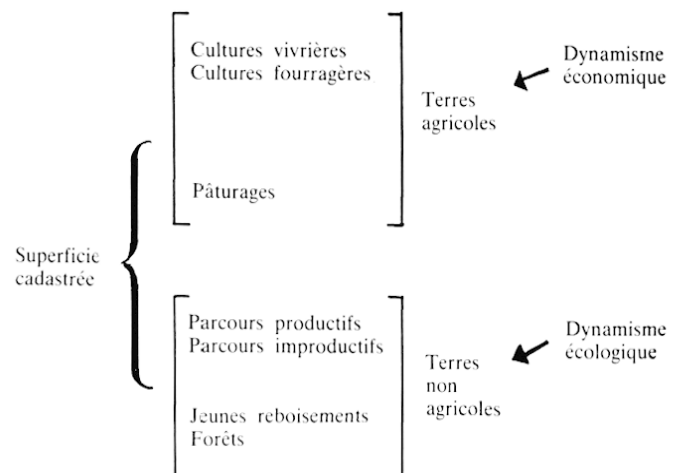 Cultures vivrières
Cultures fourragères
Pâturages
Terres
agricoles
Dynamisme
économique
Superficie
cadastrée
Parcours productifs
Parcours improductifs
Jeunes reboisements
Forêts
Terres
non
agricoles
Dynamisme
écologique